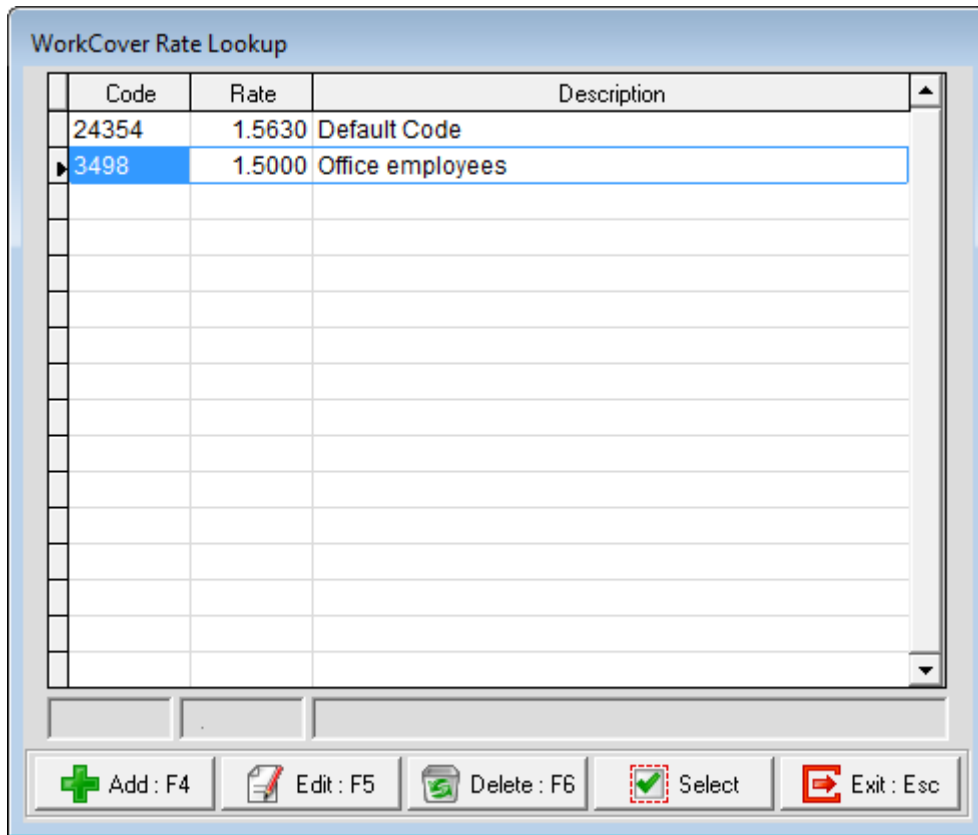 WorkCover Rate Lookup
Code Rate Description
24354 1.5630 Default Code
3498 1.5000 Office employees
.
Add : F4 Edit : F5 Delete : F6 Select Exit : Esc